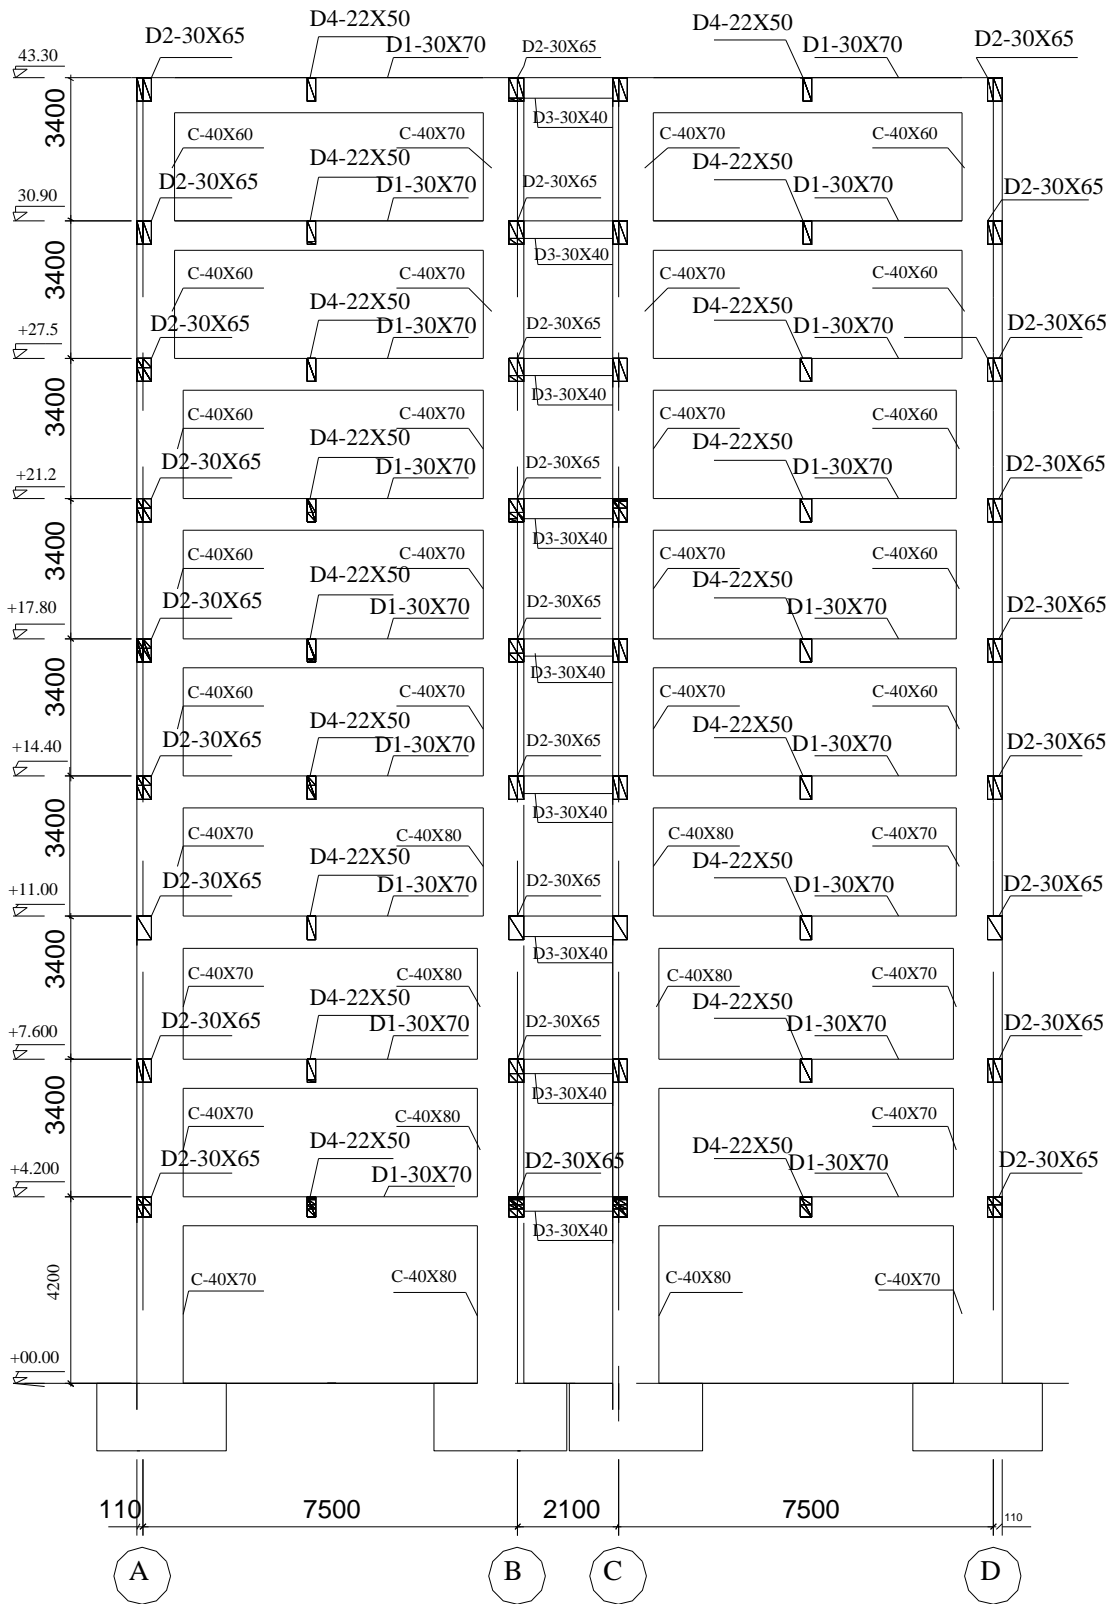 D4-22X50 D4-22X50
D2-30X65 D1-30X70 D2-30X65 D1-30X70 D2-30X65
43.30
3400
D3-30X40
C-40X60 C-40X70 C-40X70 C-40X60
D4-22X50 D4-22X50
D2-30X65 D1-30X70 D2-30X65 D1-30X70 D2-30X65
30.90
3400
D3-30X40
C-40X60 C-40X70 C-40X70 C-40X60
D4-22X50 D4-22X50
D2-30X65 D1-30X70 D2-30X65 D1-30X70 D2-30X65
+27.5
3400
D3-30X40
C-40X60 C-40X70 C-40X70 C-40X60
D4-22X50 D4-22X50
D2-30X65 D1-30X70 D2-30X65 D1-30X70 D2-30X65
+21.2
3400
D3-30X40
C-40X60 C-40X70 C-40X70 C-40X60
D4-22X50 D4-22X50
D2-30X65 D1-30X70 D2-30X65 D1-30X70 D2-30X65
+17.80
3400
D3-30X40
C-40X60 C-40X70 C-40X70 C-40X60
D4-22X50 D4-22X50
D2-30X65 D1-30X70 D2-30X65 D1-30X70 D2-30X65
+14.40
3400
D3-30X40
C-40X70 C-40X80 C-40X80 C-40X70
D4-22X50 D4-22X50
D2-30X65 D1-30X70 D2-30X65 D1-30X70 D2-30X65
+11.00
3400
D3-30X40
C-40X70 C-40X80 C-40X80 C-40X70
D4-22X50 D4-22X50
D2-30X65 D1-30X70 D2-30X65 D1-30X70 D2-30X65
+7.600
3400
D3-30X40
C-40X70 C-40X80 C-40X70
D4-22X50 D4-22X50
D2-30X65 D1-30X70 D2-30X65 D1-30X70 D2-30X65
+4.200
4200
D3-30X40
C-40X70 C-40X80 C-40X80 C-40X70
+00.00
110 7500 2100 7500 110
A B C D